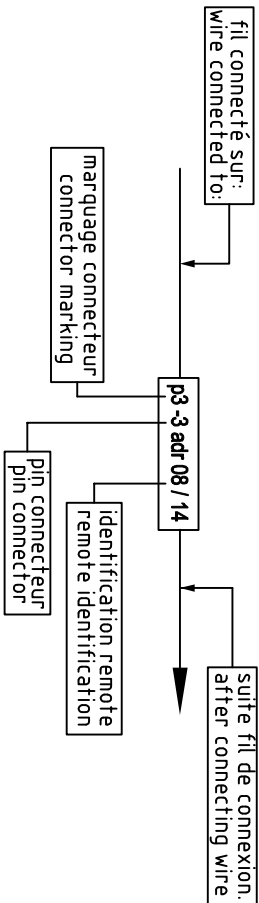 fil connecté sur:
wire connected to:
suite fil de connexion.
after connecting wire
p3 -3 adr 08 / 14
marquage connecteur
connector marking
identification remote
remote identification
pin connecteur
pin connector